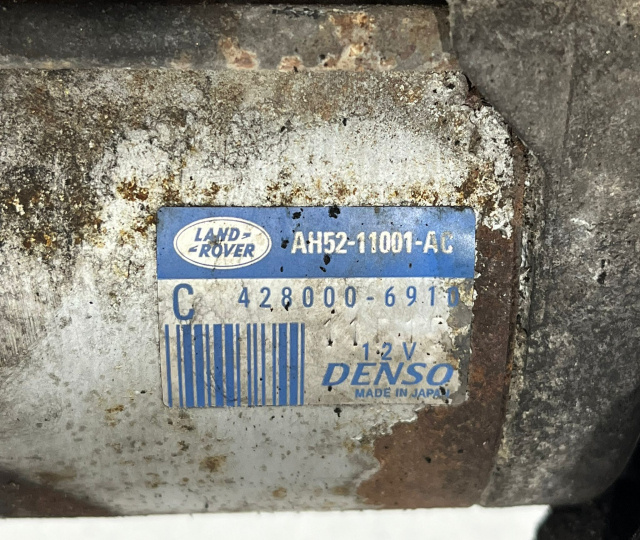 LAND-
-ROVER
AH52-11001-AC
C 428000-6910
12V
DENSO
MADE IN JAPAN